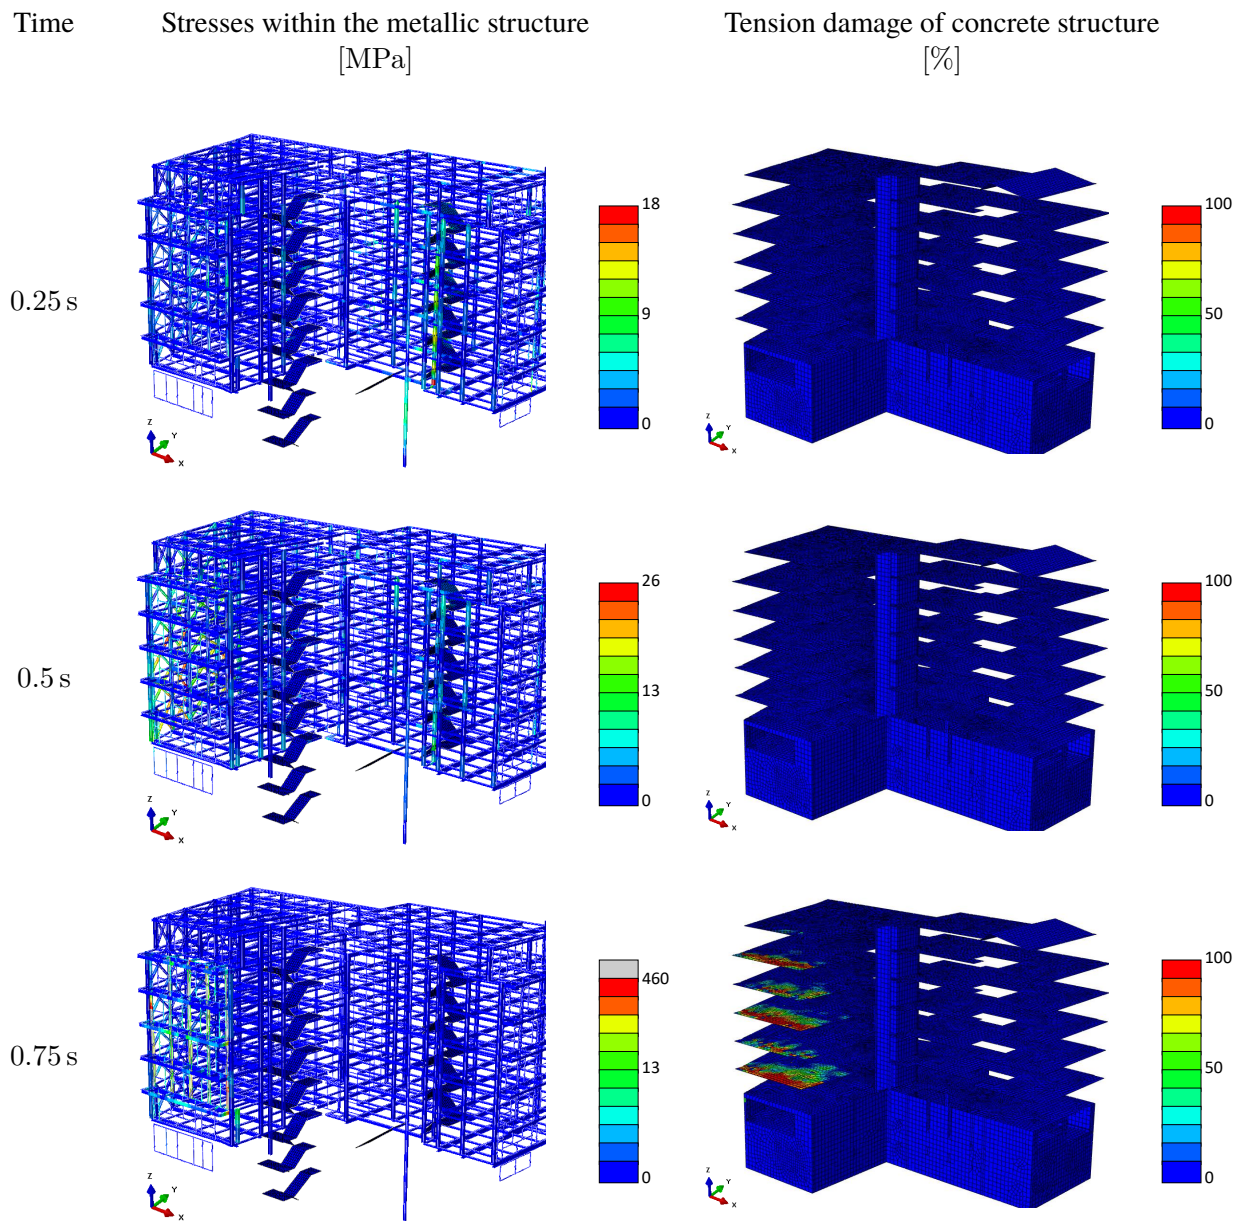 Time Stresses within the metallic structure Tension damage of concrete structure
[MPa] [%]
0.25 s
18
9
0
100
50
0
Z
Y
X
Z
Y
X
0.5 s
26
13
0
100
50
0
Z
Y
X
Z
Y
X
0.75 s
460
13
0
100
50
0
Z
Y
X
Z
Y
X